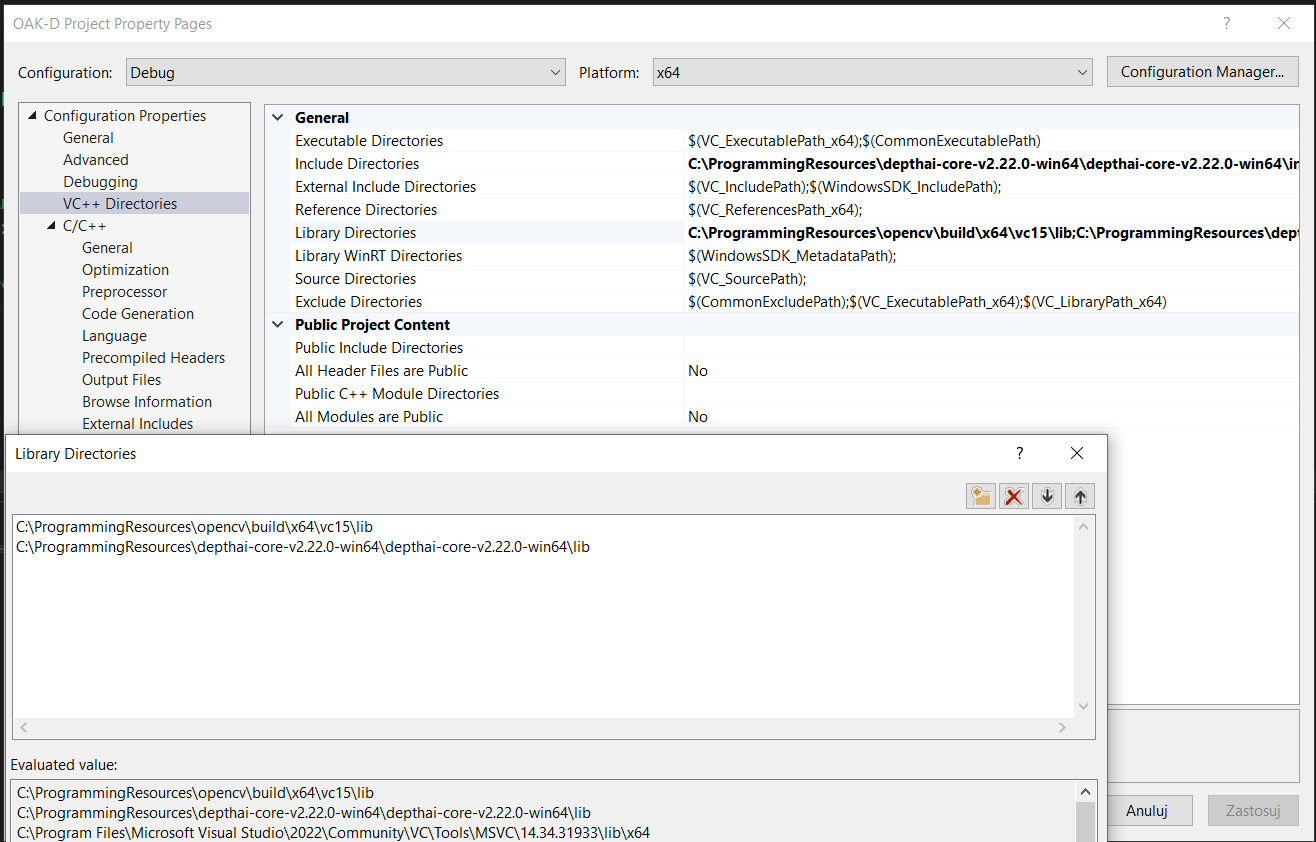 OAK-D Project Property Pages
?
Configuration: Debug Platform: x64 Configuration Manager...
Configuration Properties
General
Advanced
Debugging
VC++ Directories
C/C++
General
Optimization
Preprocessor
Code Generation
Language
Precompiled Headers
Output Files
Browse Information
External Includes
General
Executable Directories $(VC_ExecutablePath_x64);$(CommonExecutablePath)
Include Directories C:\ProgrammingResources\depthai-core-v2.22.0-win64\depthai-core-v2.22.0-win64\in
External Include Directories $(VC_IncludePath);$(WindowsSDK_IncludePath);
Reference Directories $(VC_ReferencesPath_x64);
Library Directories C:\ProgrammingResources\opencv\build\x64\vc15\lib;C:\ProgrammingResources\dept
Library WinRT Directories $(WindowsSDK_MetadataPath);
Source Directories $(VC_SourcePath);
Exclude Directories $(CommonExcludePath);$(VC_ExecutablePath_x64);$(VC_LibraryPath_x64)
Public Project Content
Public Include Directories
All Header Files are Public No
Public C++ Module Directories
All Modules are Public No
Library Directories
?
C:\ProgrammingResources\opencv\build\x64\vc15\lib
C:\ProgrammingResources\depthai-core-v2.22.0-win64\depthai-core-v2.22.0-win64\lib
Evaluated value:
C:\ProgrammingResources\opencv\build\x64\vc15\lib
C:\ProgrammingResources\depthai-core-v2.22.0-win64\depthai-core-v2.22.0-win64\lib
C:\Program Files\Microsoft Visual Studio\2022\Community\VC\Tools\MSVC\14.34.31933\lib\x64
Anuluj Zastosuj